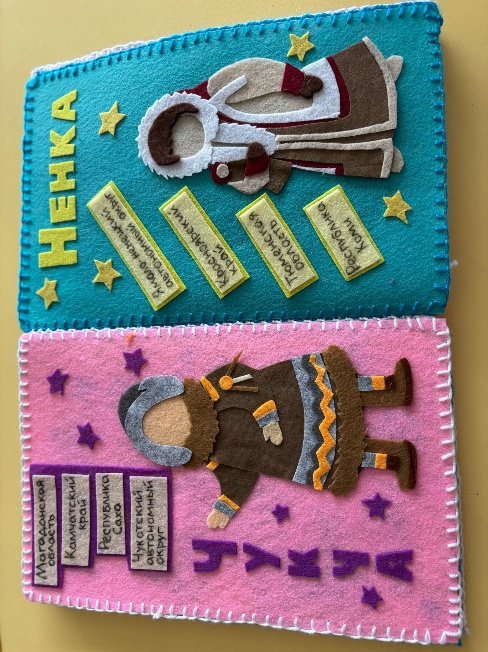 НЕНКА
Ямало-Ненецкий
автономный округ
Красноярский
край
Тюменская
область
Республика
Коми
Магаданская
область
Камчатский
край
Республика
Саха
Чукотский
автономный
округ
ЧУКЧА